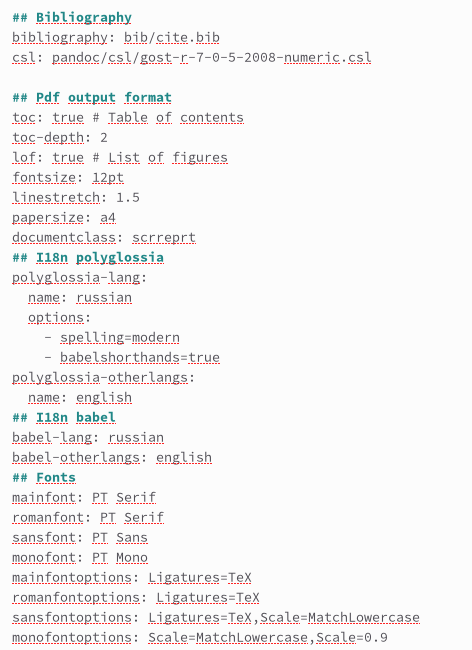 ## Bibliography
bibliography: bib/cite.bib
csl: pandoc/csl/gost-r-7-0-5-2008-numeric.csl

## Pdf output format
toc: true # Table of contents
toc-depth: 2
lof: true # List of figures
fontsize: 12pt
linestretch: 1.5
papersize: a4
documentclass: scrreprt
## I18n polyglossia
polyglossia-lang:
  name: russian
  options:
    - spelling=modern
    - babelshorthands=true
polyglossia-otherlangs:
  name: english
## I18n babel
babel-lang: russian
babel-otherlangs: english
## Fonts
mainfont: PT Serif
romanfont: PT Serif
sansfont: PT Sans
monofont: PT Mono
mainfontoptions: Ligatures=TeX
romanfontoptions: Ligatures=TeX
sansfontoptions: Ligatures=TeX,Scale=MatchLowercase
monofontoptions: Scale=MatchLowercase,Scale=0.9